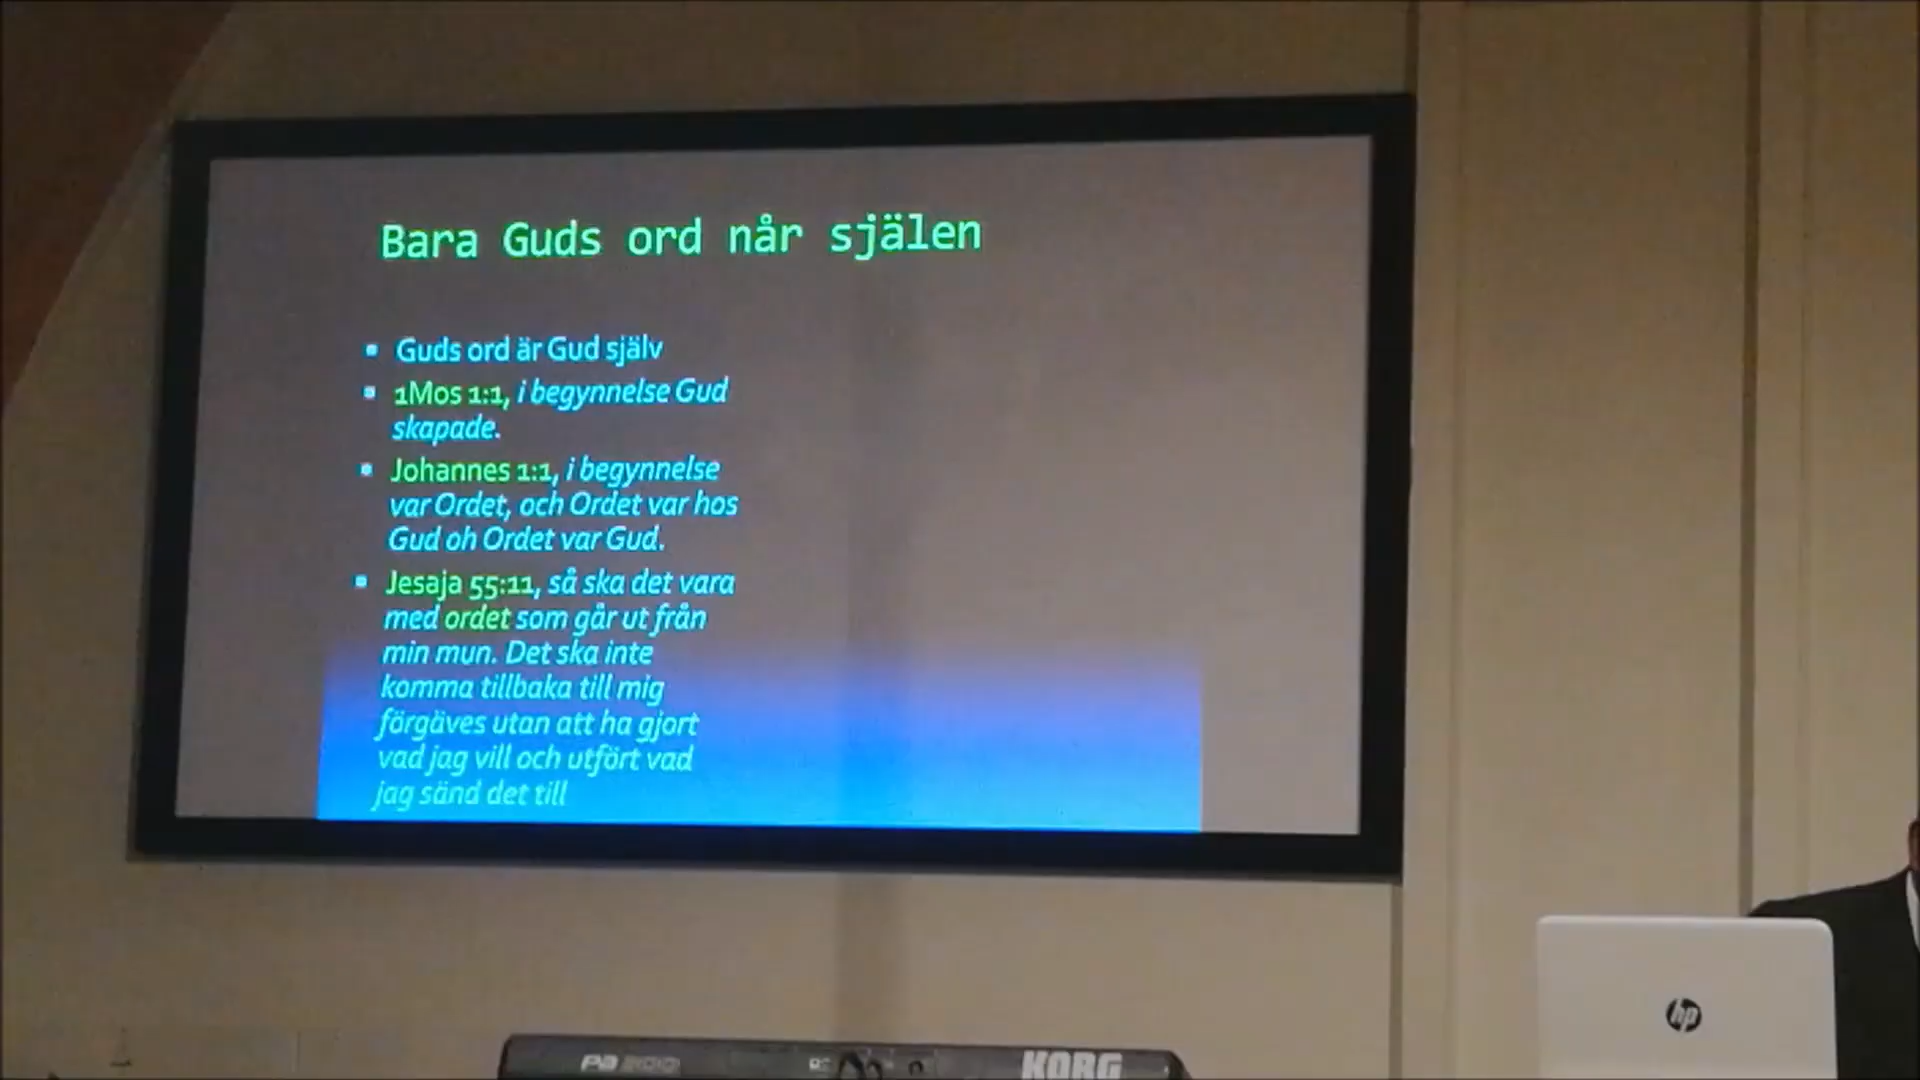 Bara Guds ord når själen
Guds ord är Gud själv
1Mos 1:1, i begynnelse Gud
skapade.
Johannes 1:1, i begynnelse
var Ordet, och Ordet var hos
Gud oh Ordet var Gud.
Jesaja 55:11, så ska det vara
med ordet som går ut från
min mun. Det ska inte
komma tillbaka till mig
förgäves utan att ha gjort
vad jag vill och utfört vad
jag sänd det till
hp
PA
KORG